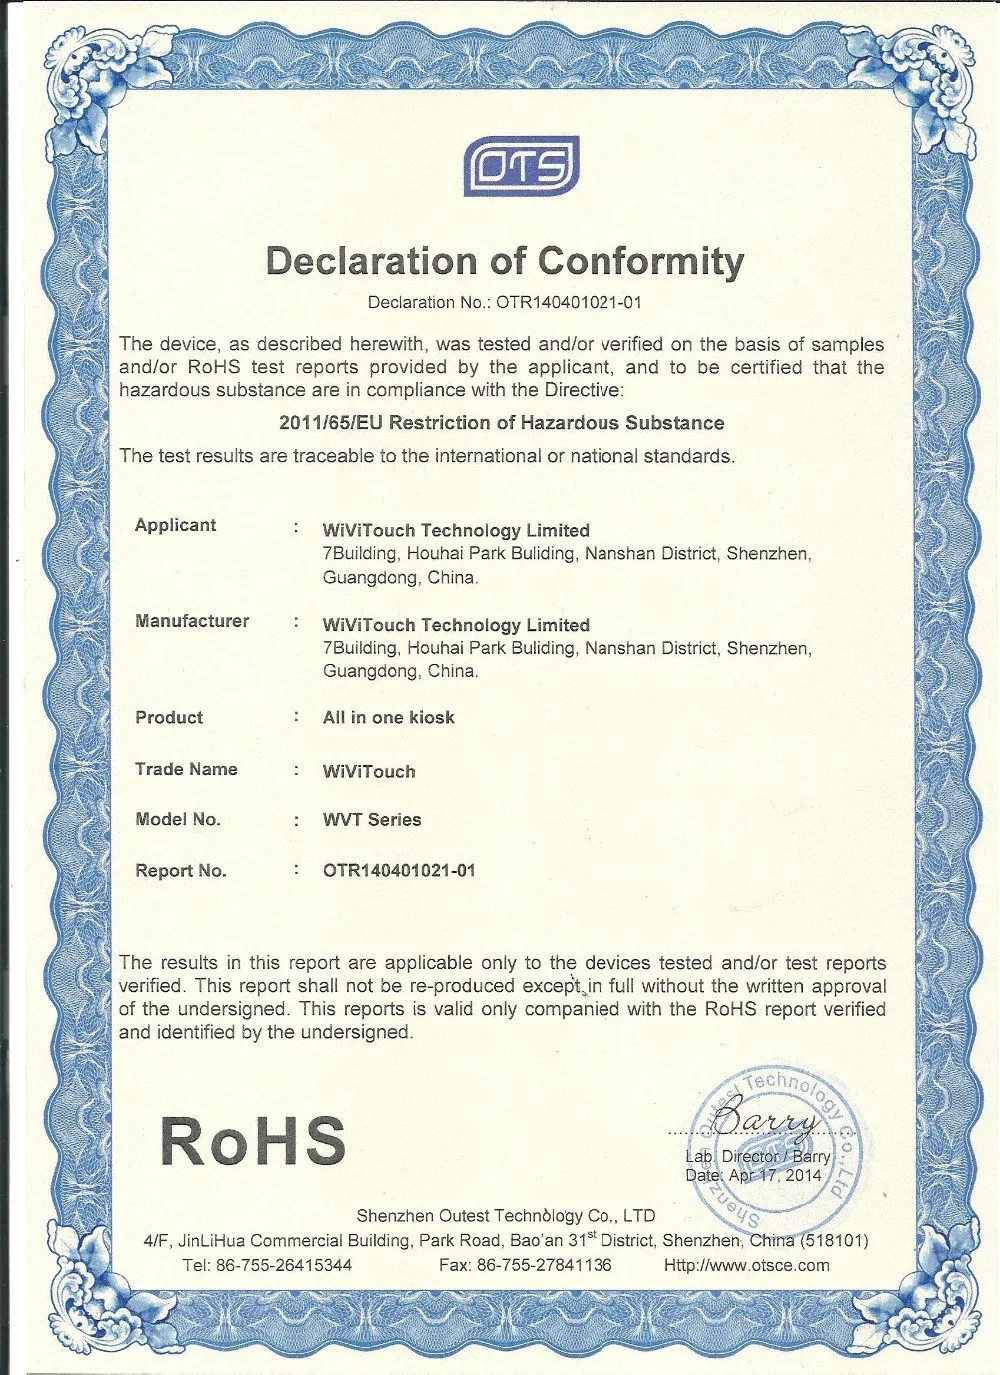 OTS
Declaration of Conformity
Declaration No.: OTR140401021-01
The device, as described herewith, was tested and/or verified on the basis of samples
and/or RoHS test reports provided by the applicant, and to be certified that the
hazardous substance are in compliance with the Directive:
2011/65/EU Restriction of Hazardous Substance
The test results are traceable to the international or national standards.
Applicant : WiViTouch Technology Limited
7Building, Houhai Park Buliding, Nanshan District, Shenzhen,
Guangdong, China.
Manufacturer : WiViTouch Technology Limited
7Building, Houhai Park Buliding, Nanshan District, Shenzhen,
Guangdong, China.
Product : All in one kiosk
Trade Name : WiViTouch
Model No. : WVT Series
Report No. : OTR140401021-01
The results in this report are applicable only to the devices tested and/or test reports
verified. This report shall not be re-produced except in full without the written approval
of the undersigned. This reports is valid only companied with the RoHS report verified
and identified by the undersigned.
RoHS
Shenzhen Outest Technology Co.,Ltd
Barry
Lab. Director / Barry
Date: Apr 17, 2014
Shenzhen Outest Technology Co., LTD
4/F, JinLiHua Commercial Building, Park Road, Bao'an 31st District, Shenzhen, China (518101)
Tel: 86-755-26415344 Fax: 86-755-27841136 Http://www.otsce.com